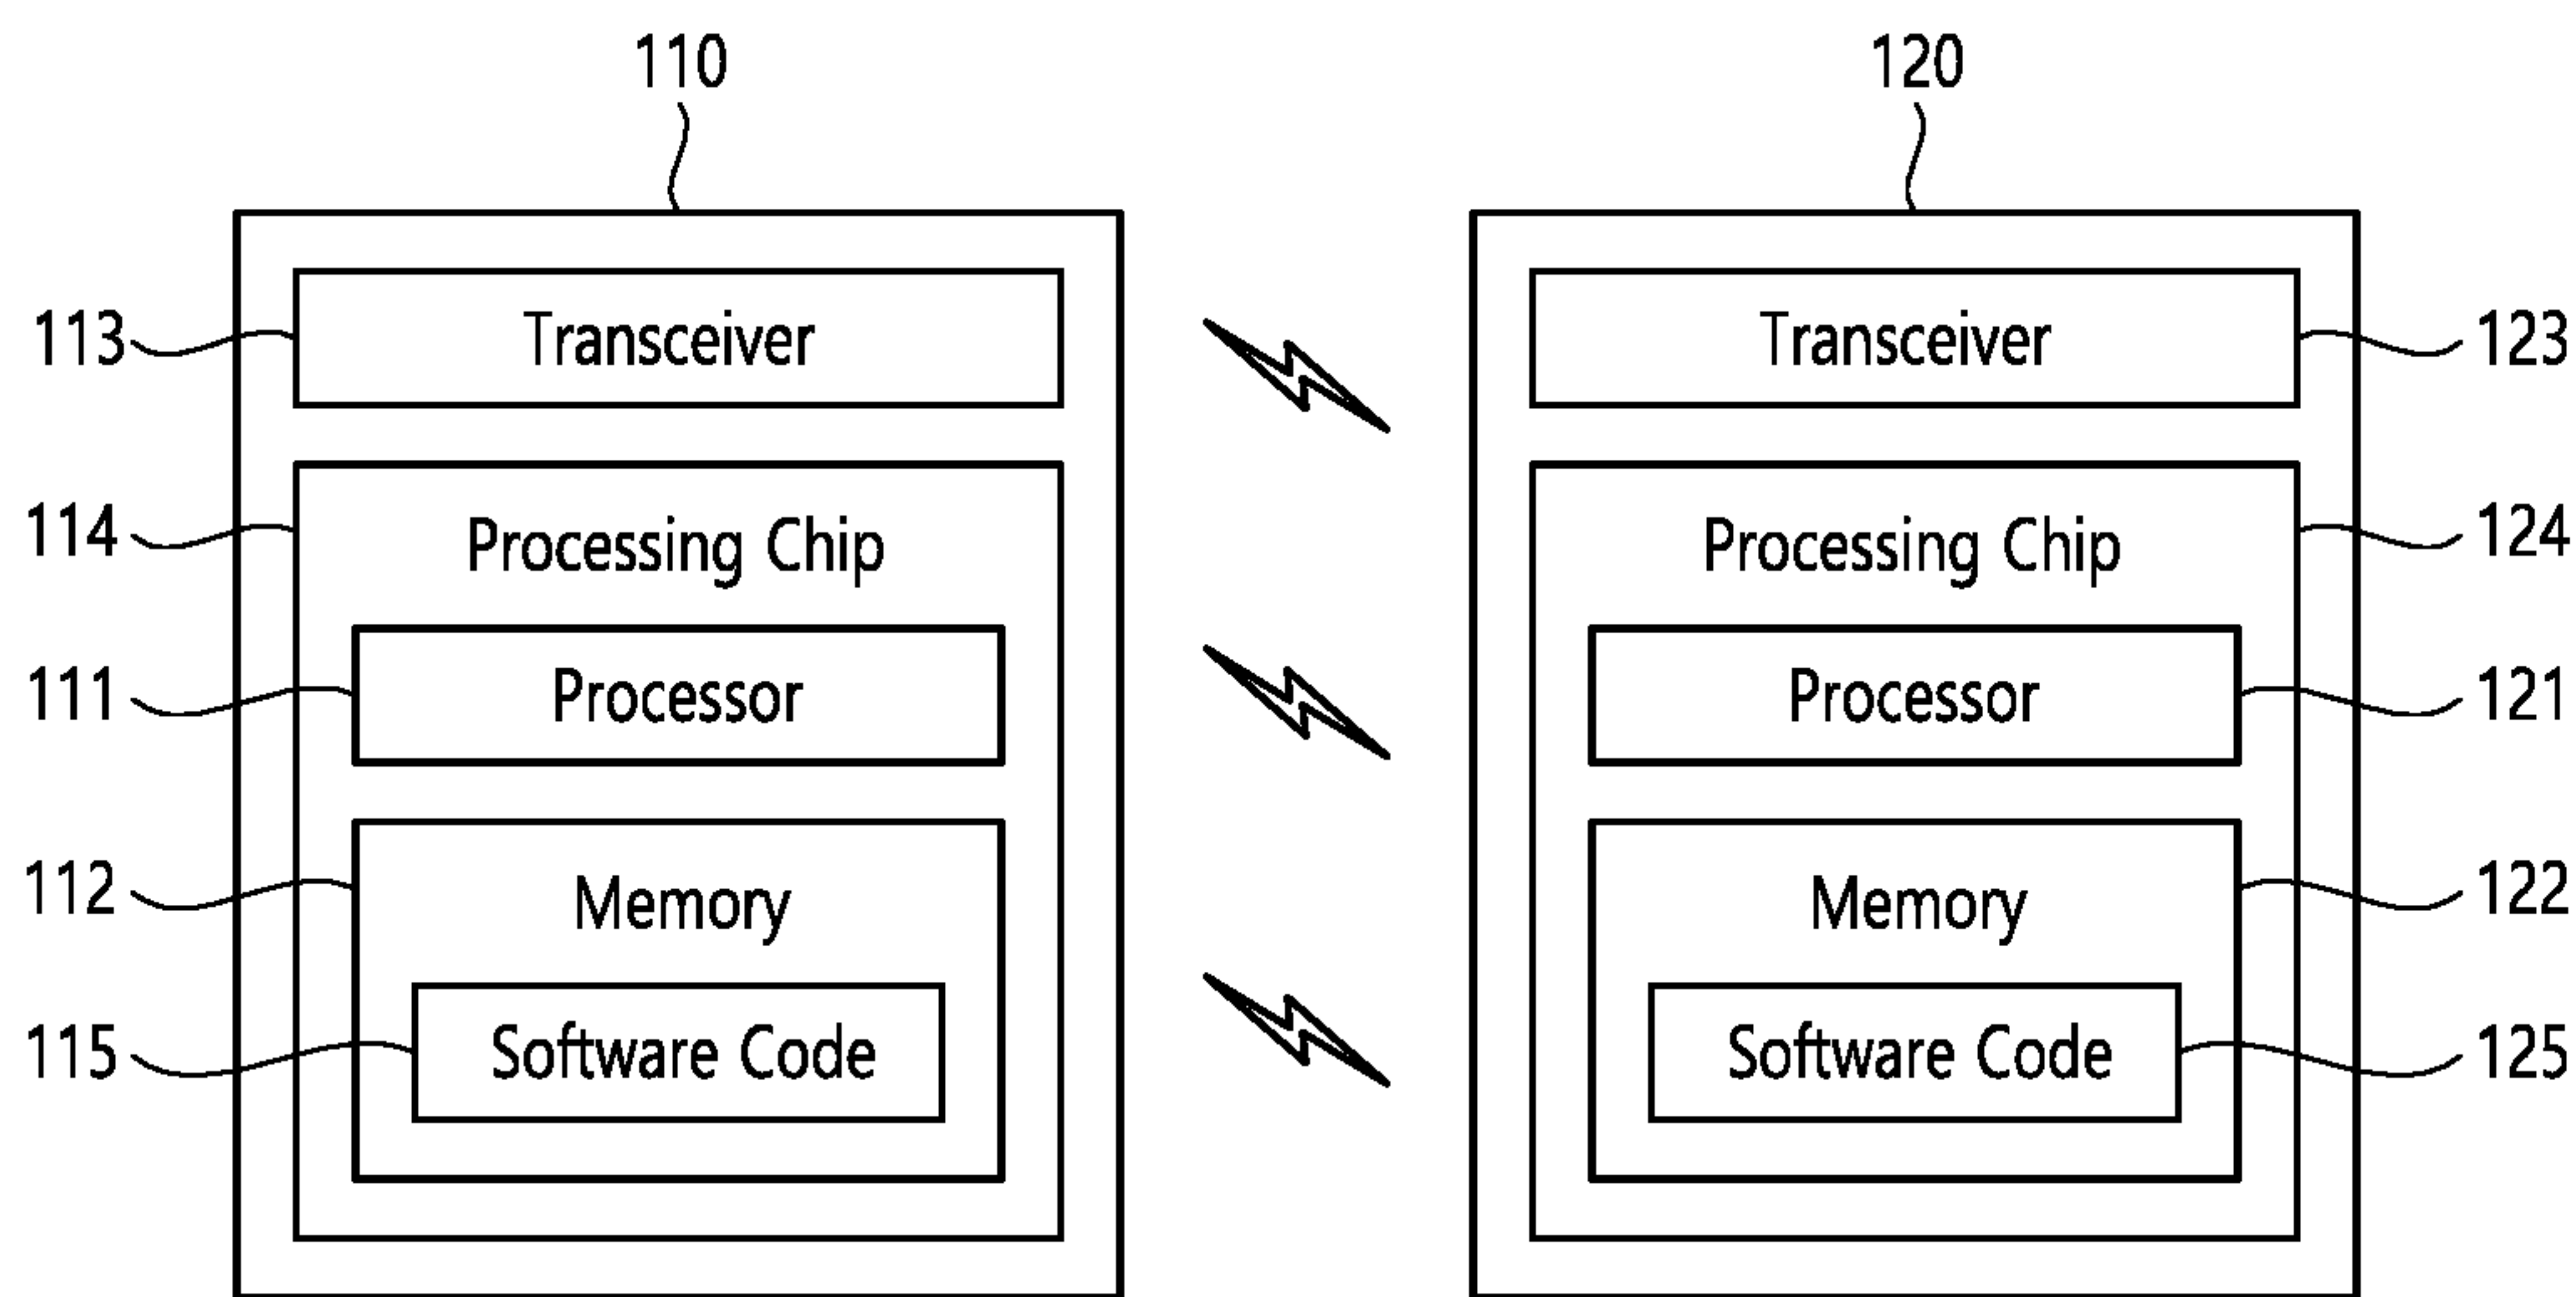 110
120
113
Transceiver
Transceiver
123
114
Processing Chip
Processing Chip
124
111
Processor
Processor
121
112
Memory
Memory
122
115
Software Code
Software Code
125